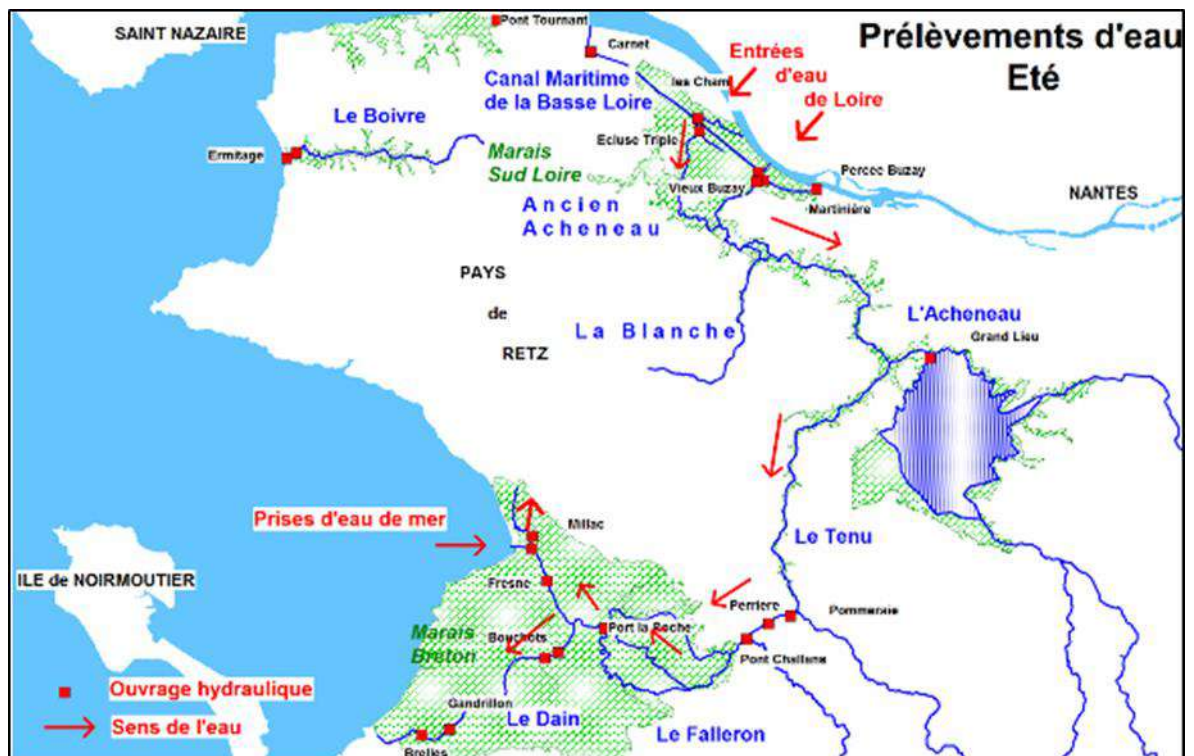 Pont Tournant
SAINT NAZAIRE
Carnet
Prélèvements d'eau
Eté
Entrées
d'eau
de Loire
les Cham
Canal Maritime
de la Basse Loire
Le Boivre
Ecluse Triple
Ermitage
Marais
Sud Loire
Percee Buzay
Vieux Buzay
NANTES
Martinière
Ancien
Acheneau
PAYS
de
RETZ
L'Acheneau
La Blanche
Grand Lieu
Prises d'eau de mer
Millac
Le Tenu
ILE de NOIRMOUTIER
Fresne
Perriere
Pommeraie
Port la Roche
Marais
Breton
Bouchots
Pont Challans
Ouvrage hydraulique
Gandrillon
Le Dain
Sens de l'eau
Le Falleron
Brelles